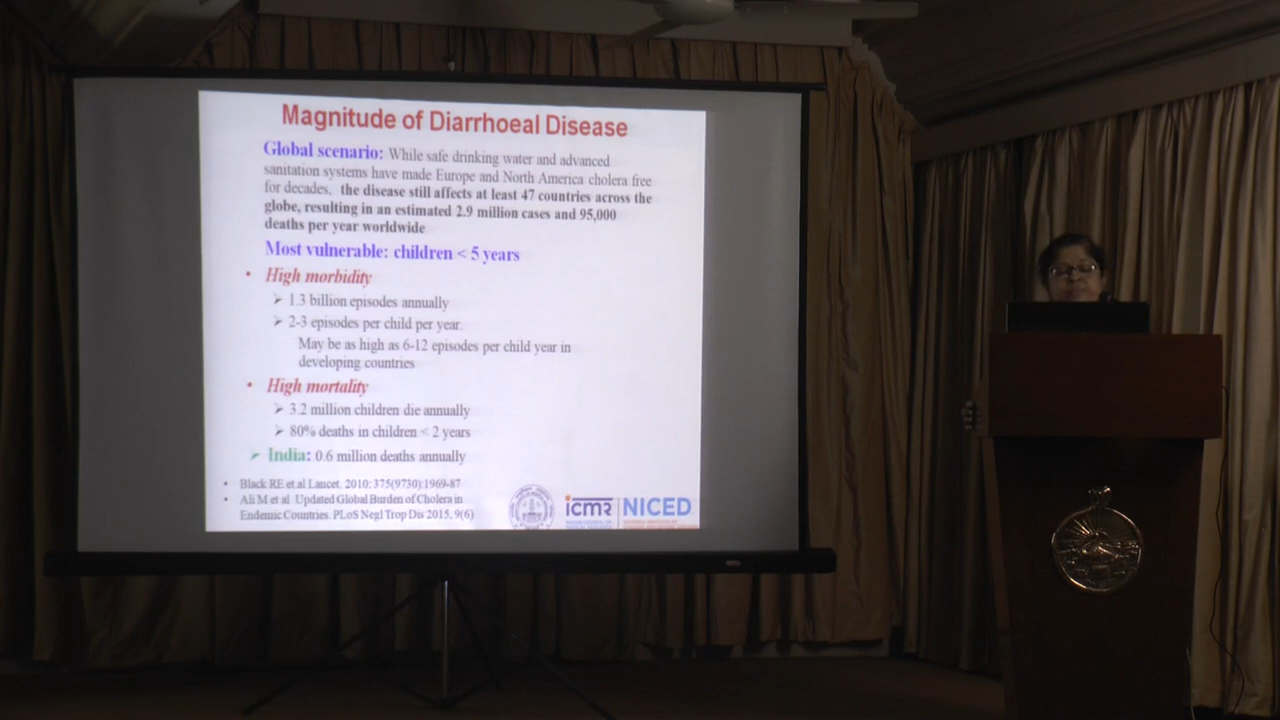 Magnitude of Diarrhoeal Disease
Global scenario: While safe drinking water and advanced
sanitation systems have made Europe and North America cholera free
for decades, the disease still affects at least 47 countries across the
globe, resulting in an estimated 2.9 million cases and 95,000
deaths per year worldwide
Most vulnerable: children < 5 years
• High morbidity
➢ 1.3 billion episodes annually
➢ 2-3 episodes per child per year.
May be as high as 6-12 episodes per child year in
developing countries
• High mortality
➢ 3.2 million children die annually
➢ 80% deaths in children < 2 years
➢ India: 0.6 million deaths annually
• Black RE et.al Lancet. 2010; 375(9730):1969-87
• Ali M et al Updated Global Burden of Cholera in
Endemic Countries. PLoS Negl Trop Dis 2015. 9(6)
icmr NICED